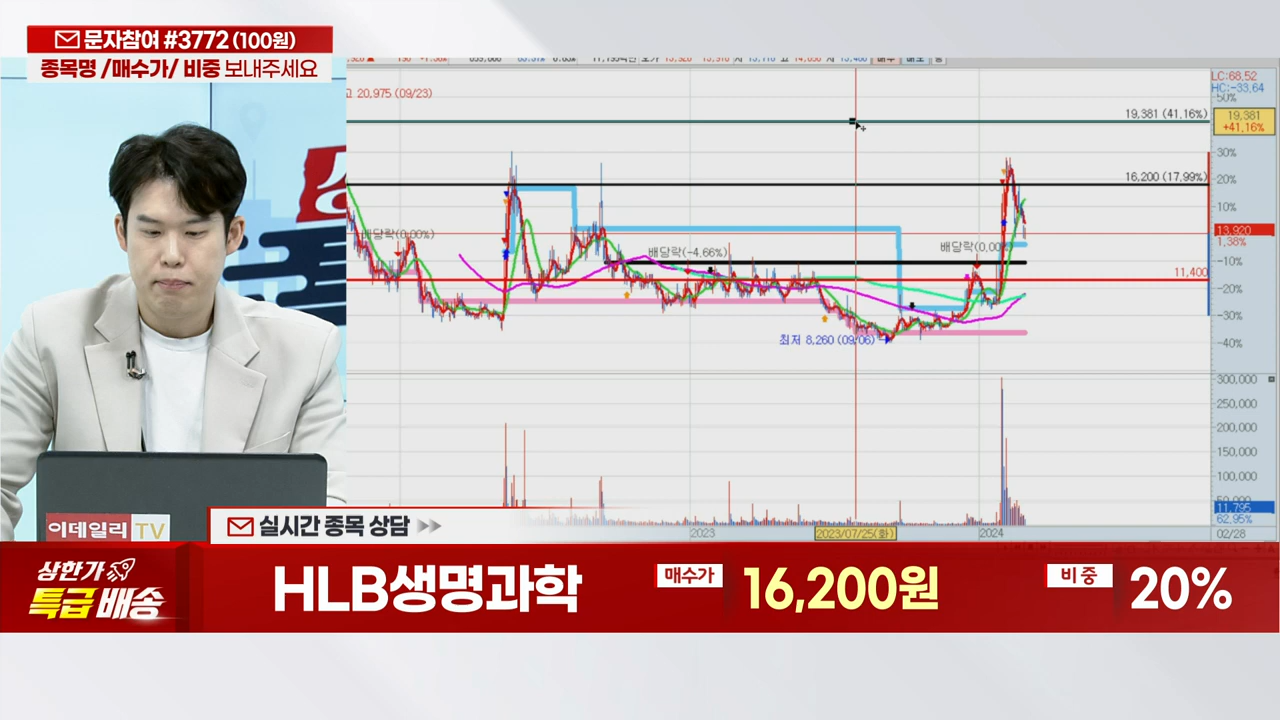 문자참여 #3772 (100원)
종목명 /매수가/ 비중 보내주세요
고 20,975 (09/23)
LC:68,52
HC:-33,64
50%
19,381 (41,16%)
19,381
+41,16%
30%
16,200 (17,99%)
20%
10%
배당락(0,00%)
배당락(-4,66%)
배당락(0,00
13,920
1,38%
-10%
11,400
-20%
-30%
최저 8,260 (09/06)
-40%
300,000
250,000
200,000
150,000
100,000
50,000
11,795
62,95%
2023
2023/07/25(화)
2024
02/28
이데일리 TV
실시간 종목 상담
상한가
특급 배송
HLB생명과학
매수가
16,200원
비중
20%